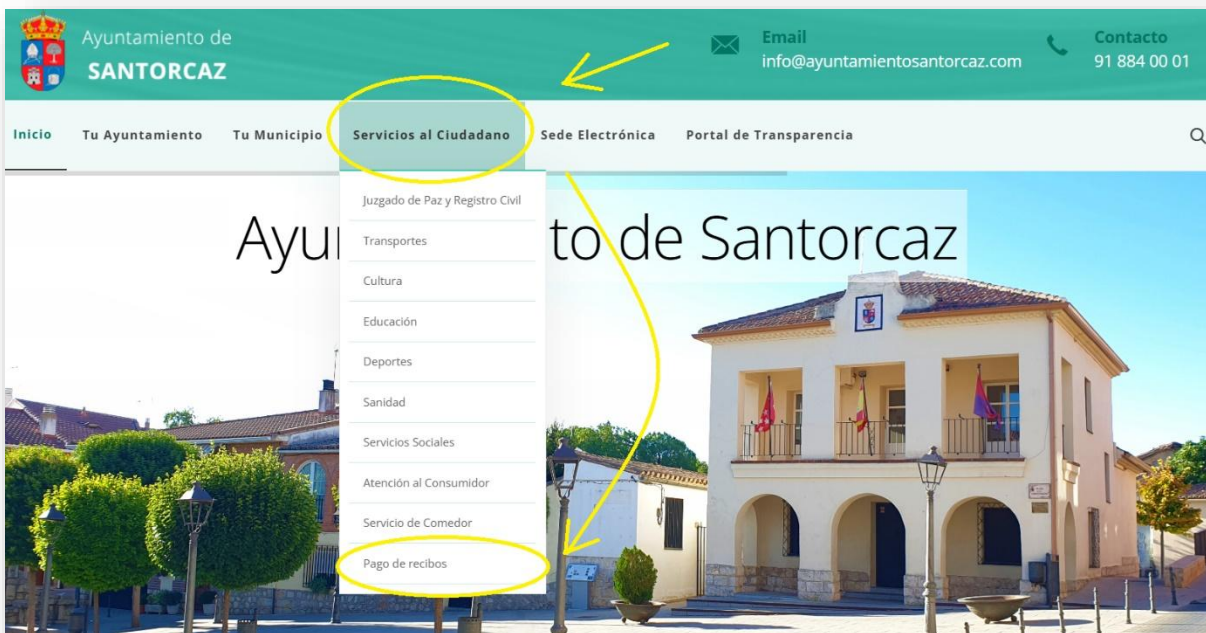 Ayuntamiento de
SANTORCAZ
Email
info@ayuntamientosantorcaz.com
Contacto
91 884 00 01
Inicio
Tu Ayuntamiento
Tu Municipio
Servicios al Ciudadano
Sede Electrónica
Portal de Transparencia
Ayu to de Santorcaz
Juzgado de Paz y Registro Civil
Transportes
Cultura
Educación
Deportes
Sanidad
Servicios Sociales
Atención al Consumidor
Servicio de Comedor
Pago de recibos